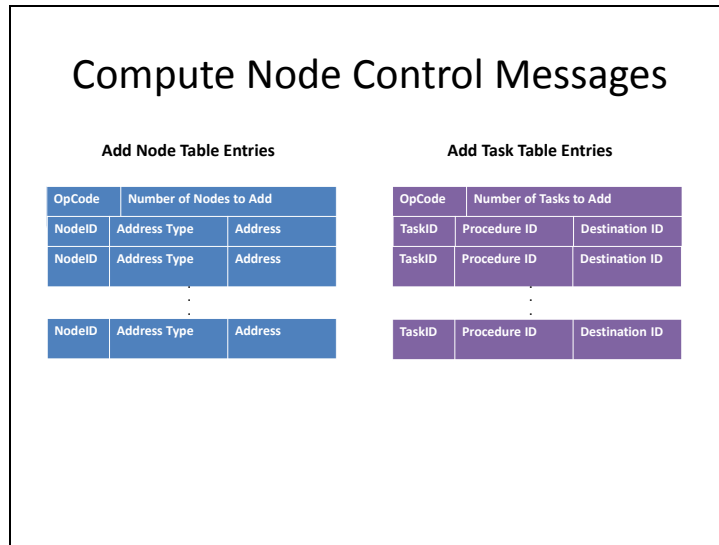 Compute Node Control Messages
Add Node Table Entries
OpCode Number of Nodes to Add
NodeID Address Type Address
NodeID Address Type Address
.
.
.
NodeID Address Type Address
Add Task Table Entries
OpCode Number of Tasks to Add
TaskID Procedure ID Destination ID
TaskID Procedure ID Destination ID
.
.
.
TaskID Procedure ID Destination ID